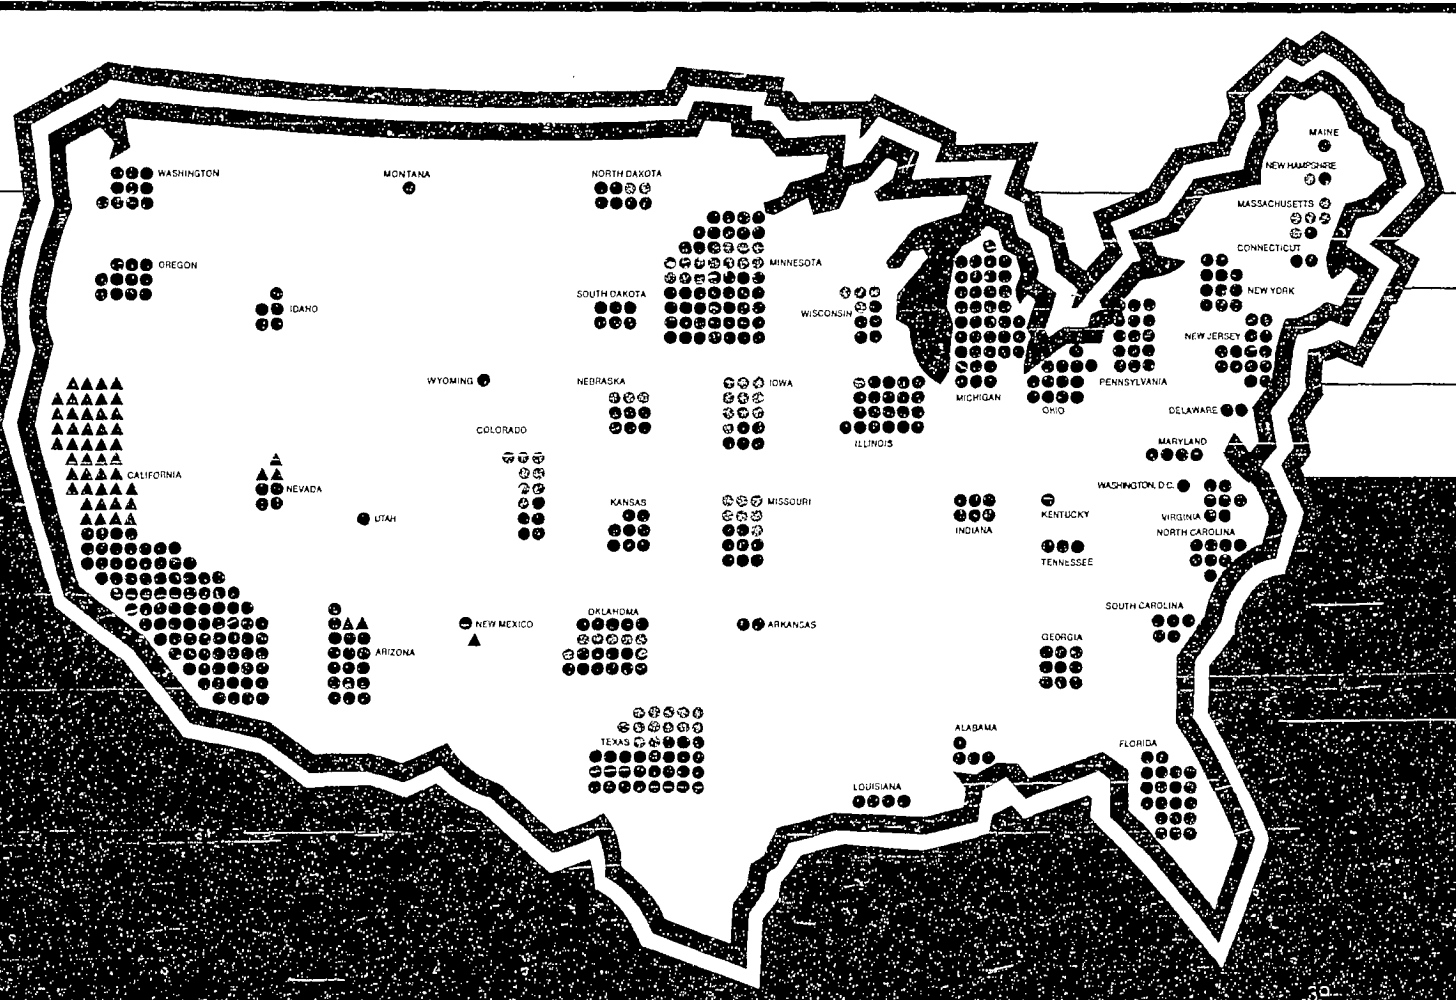 MAINE
WASHINGTON
MONTANA
NORTH DAKOTA
NEW HAMPSHIRE
MASSACHUSETTS
CONNECTICUT
OREGON
MINNESOTA
SOUTH DAKOTA
NEW YORK
IDAHO
WISCONSIN
NEW JERSEY
WYOMING
NEBRASKA
IOWA
PENNSYLVANIA
MICHIGAN
OHIO
DELAWARE
COLORADO
ILLINOIS
MARYLAND
CALIFORNIA
NEVADA
WASHINGTON, D.C.
KANSAS
MISSOURI
KENTUCKY
VIRGINIA
UTAH
INDIANA
NORTH CAROLINA
TENNESSEE
SOUTH CAROLINA
OKLAHOMA
NEW MEXICO
ARKANSAS
GEORGIA
ARIZONA
ALABAMA
TEXAS
FLORIDA
LOUISIANA
39